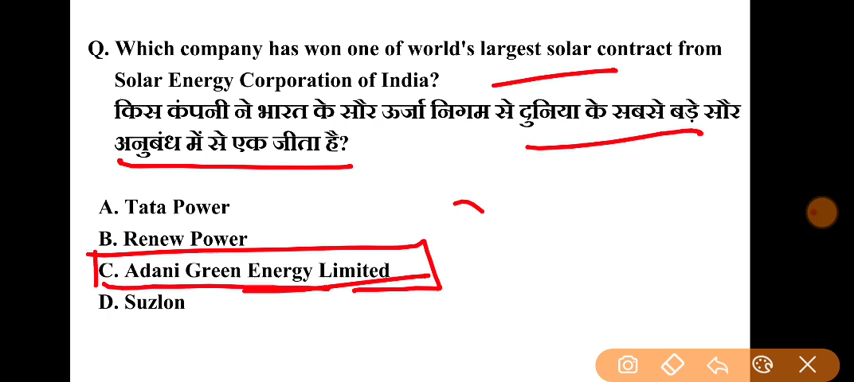 Q. Which company has won one of world's largest solar contract from
Solar Energy Corporation of India?
किस कंपनी ने भारत के सौर ऊर्जा निगम से दुनिया के सबसे बड़े सौर
अनुबंध में से एक जीता है?
A. Tata Power
B. Renew Power
C. Adani Green Energy Limited
D. Suzlon